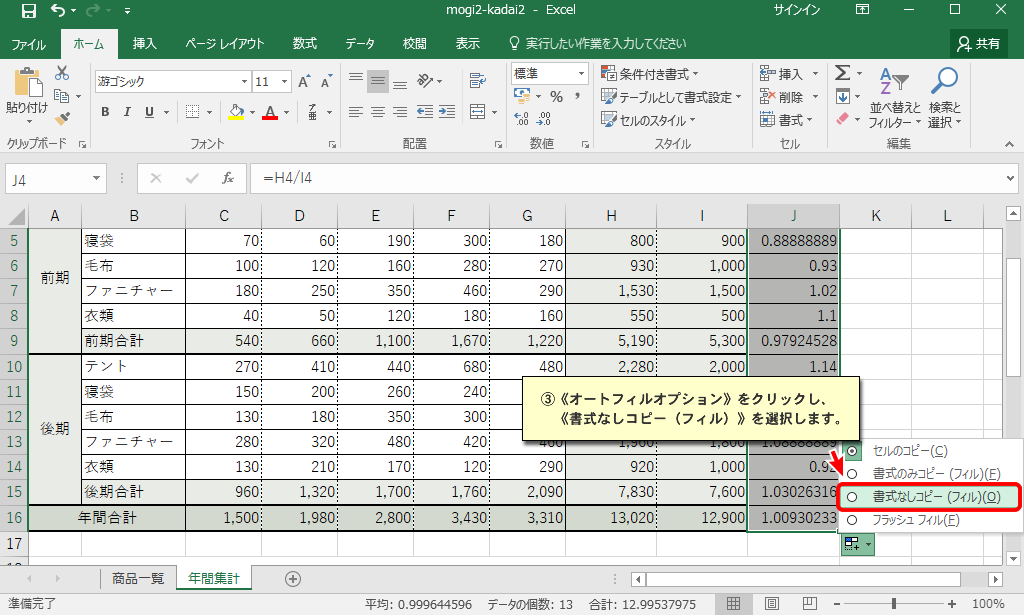 mogi2-kadai2 - Excel
サインイン
ファイル ホーム 挿入 ページ レイアウト 数式 データ 校閲 表示 実行したい作業を入力してください 共有
貼り付け
クリップボード
游ゴシック 11
B I U
フォント
配置
標準
% ,
数値
条件付き書式
テーブルとして書式設定
セルのスタイル
スタイル
挿入
削除
書式
セル
並べ替えと
フィルター
検索と
選択
編集
J4 fx =H4/I4
A B C D E F G H I J K L
5 寝袋 70 60 190 300 180 800 900 0.88888889
6 毛布 100 120 160 280 270 930 1,000 0.93
前期
7 ファニチャー 180 250 350 460 290 1,530 1,500 1.02
8 衣類 40 50 120 180 160 550 500 1.1
9 前期合計 540 660 1,100 1,670 1,220 5,190 5,300 0.97924528
10 テント 270 410 440 680 480 2,280 2,000 1.14
11 寝袋 150 200 260 240
12 毛布 130 180 350 300
後期
13 ファニチャー 280 320 480 420 460 1,960 1,800 1.08888889
14 衣類 130 210 170 120 290 920 1,000 0.92
15 後期合計 960 1,320 1,700 1,760 2,090 7,830 7,600 1.03026316
16 年間合計 1,500 1,980 2,800 3,430 3,310 13,020 12,900 1.00930233
17
③《オートフィルオプション》をクリックし、
《書式なしコピー（フィル）》を選択します。
セルのコピー(C)
書式のみコピー (フィル)(F)
書式なしコピー (フィル)(O)
フラッシュ フィル(F)
商品一覧 年間集計
準備完了 平均: 0.999644596 データの個数: 13 合計: 12.99537975 100%